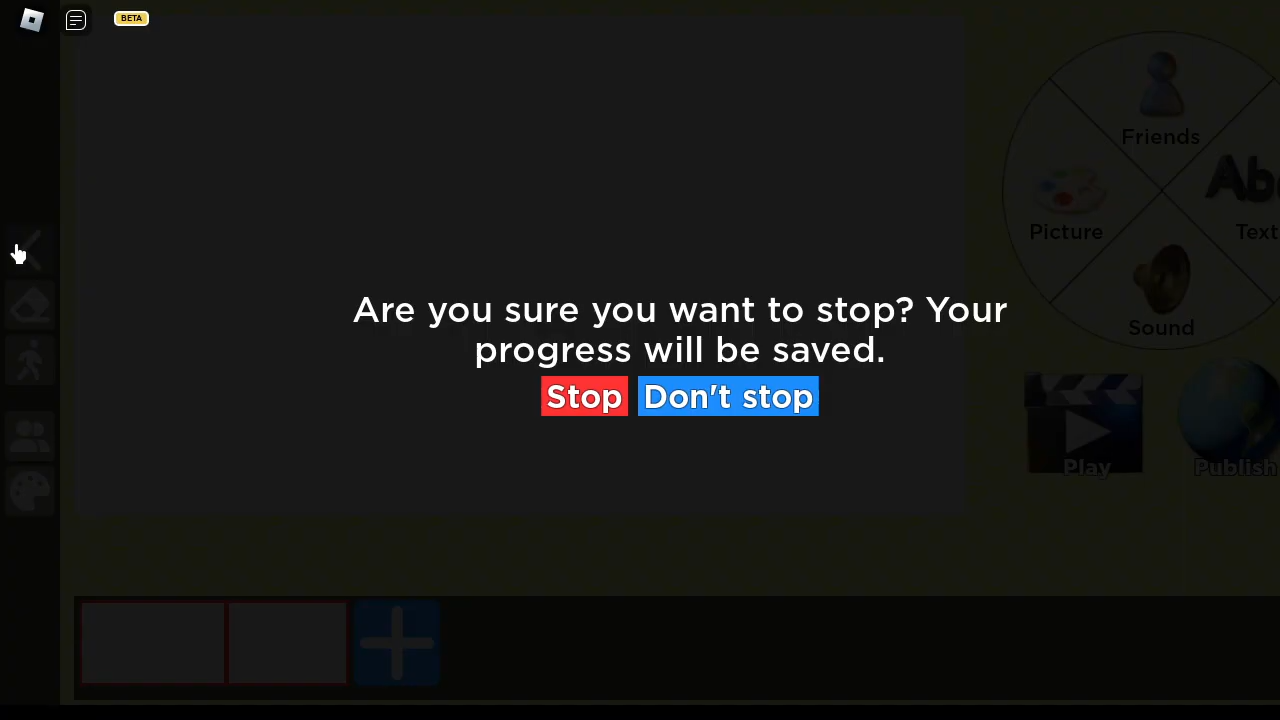 BETA
Friends
Picture
Text
Sound
Are you sure you want to stop? Your
progress will be saved.
Stop Don't stop
Play
Publish